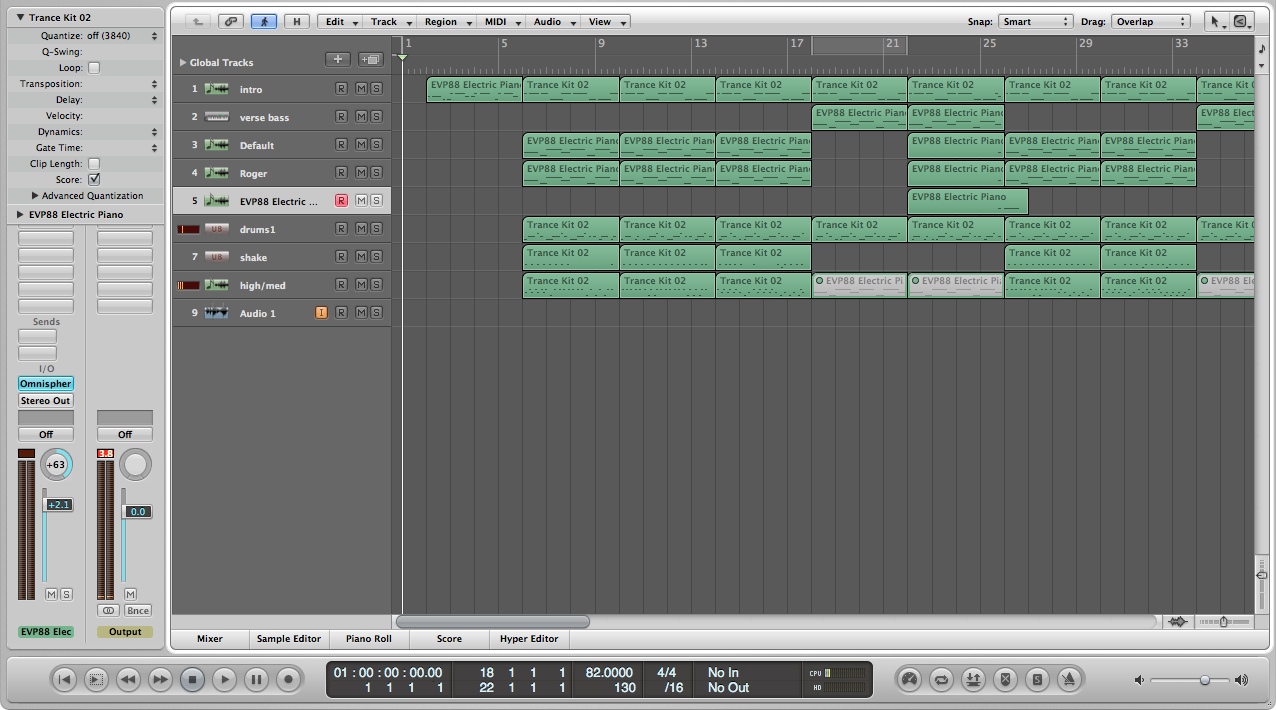 Trance Kit 02
Quantize: off (3840)
Q-Swing:
Loop:
Transposition:
Delay:
Velocity:
Dynamics:
Gate Time:
Clip Length:
Score:
Advanced Quantization
EVP88 Electric Piano
Sends
I/O
Omnispher
Stereo Out
Off Off
3.8
+63
+2.1 0.0
M S M
Bnce
EVP88 Elec Output
H Edit Track Region MIDI Audio View Snap: Smart Drag: Overlap
1 5 9 13 17 21 25 29 33
Global Tracks
1 intro R M S EVP88 Electric Piano Trance Kit 02 Trance Kit 02 Trance Kit 02 Trance Kit 02 Trance Kit 02 Trance Kit 02 Trance Kit 02 Trance K
2 verse bass R M S EVP88 Electric Piano EVP88 Electric Piano EVP88 Elect
3 Default R M S EVP88 Electric Piano EVP88 Electric Piano EVP88 Electric Piano EVP88 Electric Piano EVP88 Electric Piano EVP88 Electric Piano
4 Roger R M S EVP88 Electric Piano EVP88 Electric Piano EVP88 Electric Piano EVP88 Electric Piano EVP88 Electric Piano EVP88 Electric Piano
5 EVP88 Electric ... R M S EVP88 Electric Piano
UB drums1 R M S Trance Kit 02 Trance Kit 02 Trance Kit 02 Trance Kit 02 Trance Kit 02 Trance Kit 02 Trance Kit 02 Trance K
7 UB shake R M S Trance Kit 02 Trance Kit 02 Trance Kit 02 Trance Kit 02 Trance Kit 02
high/med R M S Trance Kit 02 Trance Kit 02 Trance Kit 02 EVP88 Electric Pi EVP88 Electric Pi Trance Kit 02 Trance Kit 02 EVP88 Ele
9 Audio 1 I R M S
Mixer Sample Editor Piano Roll Score Hyper Editor
01 : 00 : 00 : 00.00 18 1 1 1 82.0000 4/4 No In CPU
1 1 1 1 22 1 1 1 130 /16 No Out HD
S